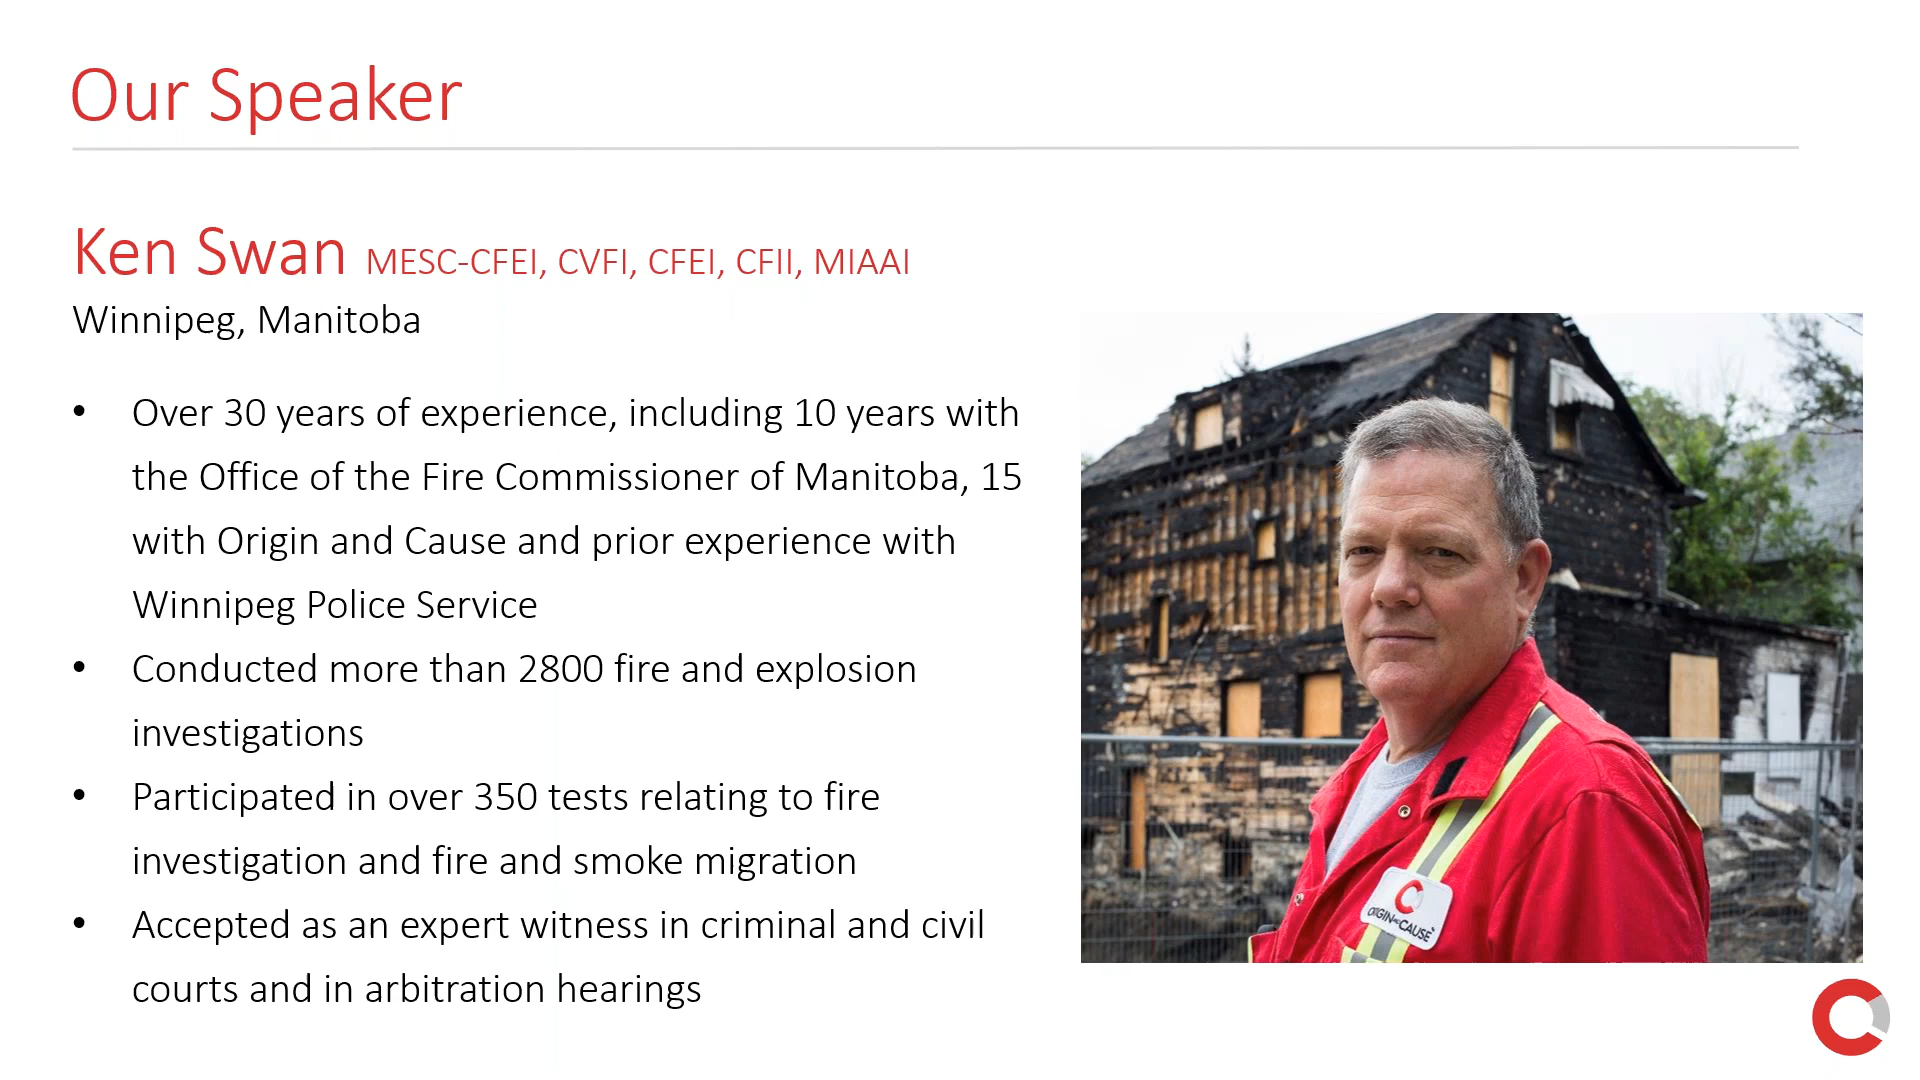 Our Speaker
Ken Swan MESC-CFEI, CVFI, CFEI, CFII, MIAAI
Winnipeg, Manitoba
• Over 30 years of experience, including 10 years with
the Office of the Fire Commissioner of Manitoba, 15
with Origin and Cause and prior experience with
Winnipeg Police Service
• Conducted more than 2800 fire and explosion
investigations
• Participated in over 350 tests relating to fire
investigation and fire and smoke migration
• Accepted as an expert witness in criminal and civil
courts and in arbitration hearings
ORIGIN AND CAUSE